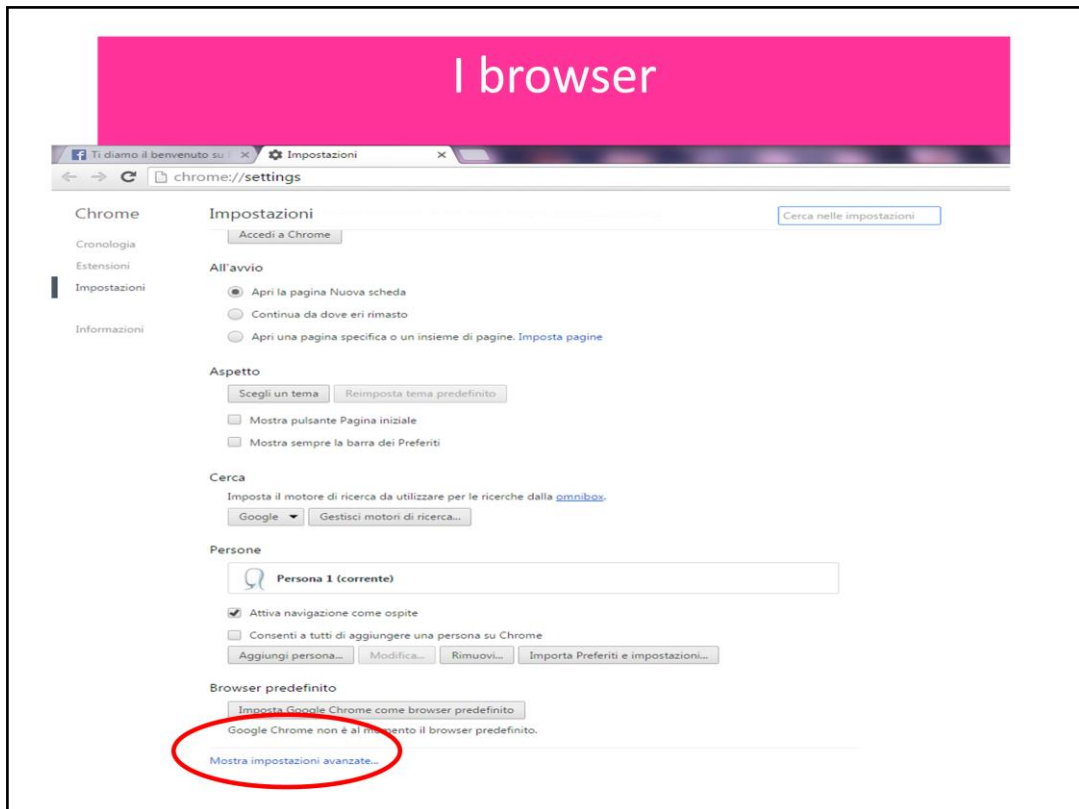 I browser
Ti diamo il benvenuto su
Impostazioni
chrome://settings
Chrome
Impostazioni
Cerca nelle impostazioni
Cronologia
Estensioni
Impostazioni
Informazioni
Accedi a Chrome
All'avvio
Apri la pagina Nuova scheda
Continua da dove eri rimasto
Apri una pagina specifica o un insieme di pagine. Imposta pagine
Aspetto
Scegli un tema Reimposta tema predefinito
Mostra pulsante Pagina iniziale
Mostra sempre la barra dei Preferiti
Cerca
Imposta il motore di ricerca da utilizzare per le ricerche dalla omnibox.
Google Gestisci motori di ricerca...
Persone
Persona 1 (corrente)
Attiva navigazione come ospite
Consenti a tutti di aggiungere una persona su Chrome
Aggiungi persona... Modifica... Rimuovi... Importa Preferiti e impostazioni...
Browser predefinito
Imposta Google Chrome come browser predefinito
Google Chrome non è al momento il browser predefinito.
Mostra impostazioni avanzate...